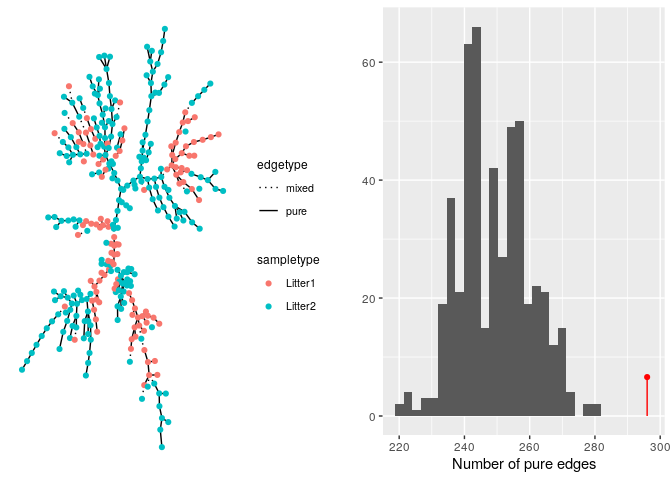 edgetype
mixed
pure
sampletype
Litter1
Litter2
60
40
20
0
220
240
260
280
300
Number of pure edges